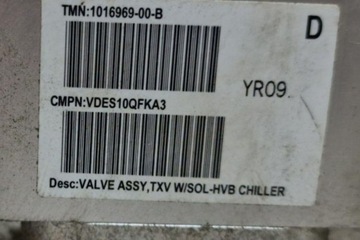 TMN:1016969-00-B
D
YR09
CMPN:VDES10QFKA3
Desc:VALVE ASSY,TXV W/SOL-HVB CHILLER